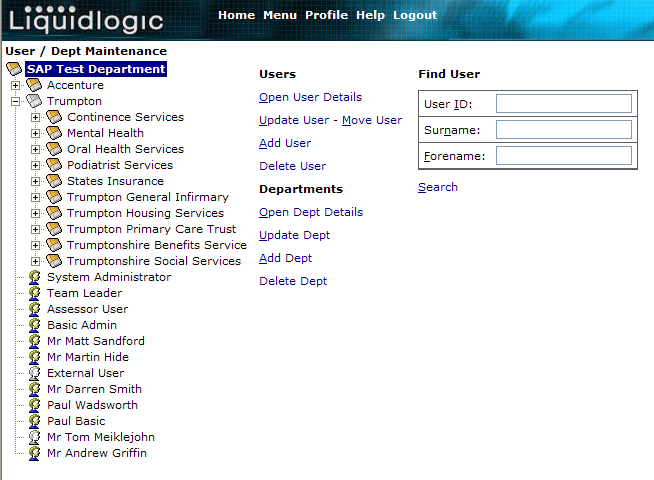 Liquidlogic
Home Menu Profile Help Logout
User / Dept Maintenance
SAP Test Department
Accenture
Trumpton
Continence Services
Mental Health
Oral Health Services
Podiatrist Services
States Insurance
Trumpton General Infirmary
Trumpton Housing Services
Trumpton Primary Care Trust
Trumptonshire Benefits Service
Trumptonshire Social Services
System Administrator
Team Leader
Assessor User
Basic Admin
Mr Matt Sandford
Mr Martin Hide
External User
Mr Darren Smith
Paul Wadsworth
Paul Basic
Mr Tom Meiklejohn
Mr Andrew Griffin
Users
Open User Details
Update User - Move User
Add User
Delete User
Departments
Open Dept Details
Update Dept
Add Dept
Delete Dept
Find User
User ID:
Surname:
Forename:
Search